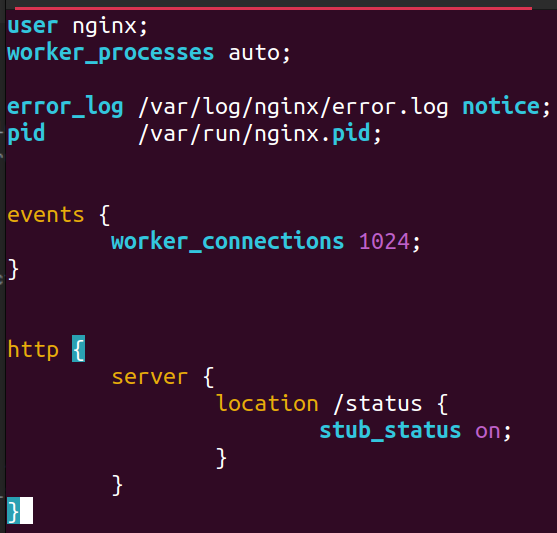 user nginx;
worker_processes auto;
error_log /var/log/nginx/error.log notice;
pid /var/run/nginx.pid;
events {
worker_connections 1024;
}
http {
server {
location /status {
stub_status on;
}
}
}